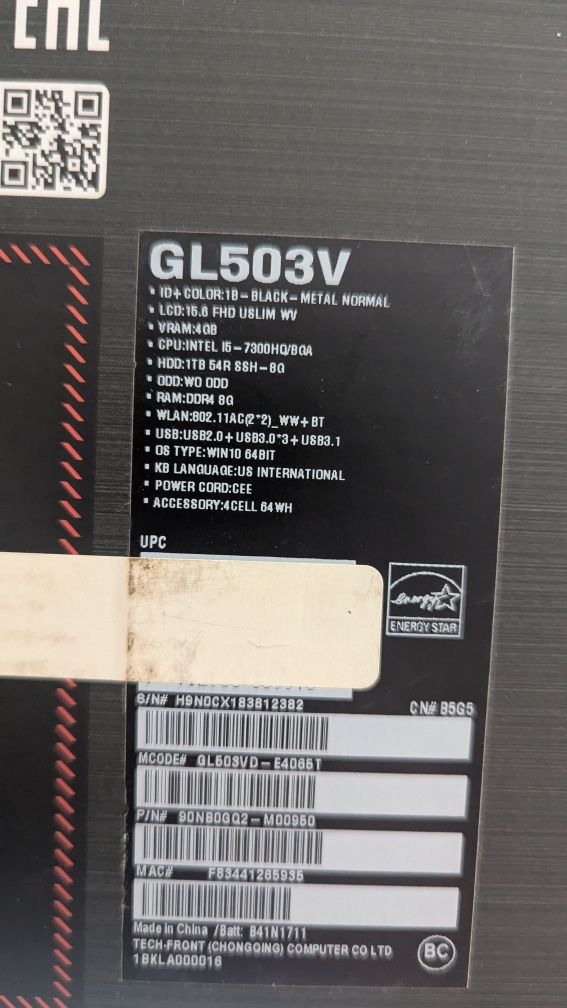 EAC
GL503V
• ID+COLOR:1B-BLACK-METAL NORMAL
• LCD:15.6 FHD USLIM WV
• VRAM:4GB
• CPU:INTEL I5-7300HQ/BGA
• HDD:1TB 54R SSH-8G
• ODD:WO ODD
• RAM:DDR4 8G
• WLAN:802.11AC(2*2)_WW+BT
• USB:USB2.0+USB3.0*3+USB3.1
• OS TYPE:WIN10 64BIT
• KB LANGUAGE:US INTERNATIONAL
• POWER CORD:CEE
• ACCESSORY:4CELL 64WH
UPC
energy
ENERGY STAR
S/N# H9N0CX183812382
CN# B5G5
MCODE# GL503VD-E4065T
P/N# 90NB0GQ2-M00950
MAC# F83441265935
Made in China /Batt: B41N1711
TECH-FRONT (CHONGQING) COMPUTER CO LTD
1BKLA000016
BC